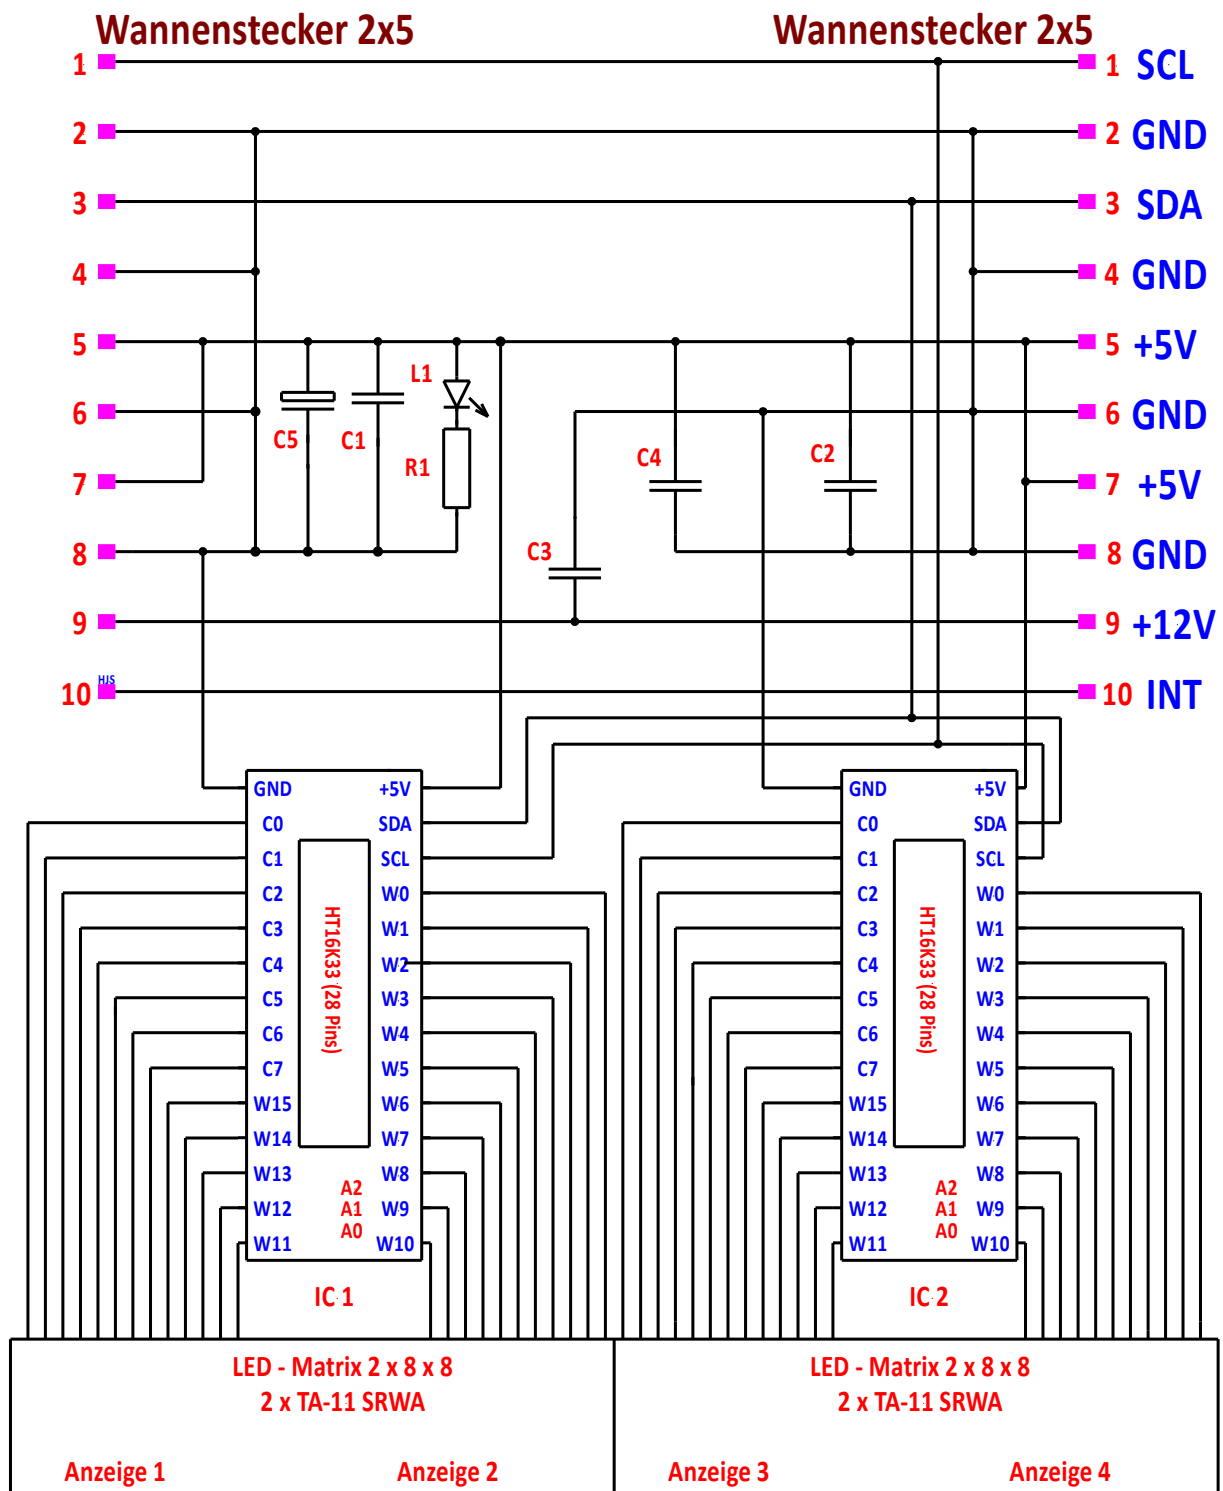 Wannenstecker 2x5 Wannenstecker 2x5
1 1 SCL
2 2 GND
3 3 SDA
4 4 GND
5 5 +5V
L1
6 6 GND
C5 C1 R1 C4 C2
7 7 +5V
8 C3 8 GND
9 9 +12V
HJS
10 10 INT
GND +5V GND +5V
C0 SDA C0 SDA
C1 SCL C1 SCL
C2 W0 C2 W0
C3 W1 C3 W1
C4 W2 C4 W2
C5 W3 C5 W3
C6 W4 C6 W4
C7 W5 C7 W5
HT16K33 (28 Pins) HT16K33 (28 Pins)
W15 W6 W15 W6
W14 W7 W14 W7
W13 W8 W13 W8
A2 A2
W12 A1 W9 W12 A1 W9
A0 A0
W11 W10 W11 W10
IC 1 IC 2
LED - Matrix 2 x 8 x 8 LED - Matrix 2 x 8 x 8
2 x TA-11 SRWA 2 x TA-11 SRWA
Anzeige 1 Anzeige 2 Anzeige 3 Anzeige 4